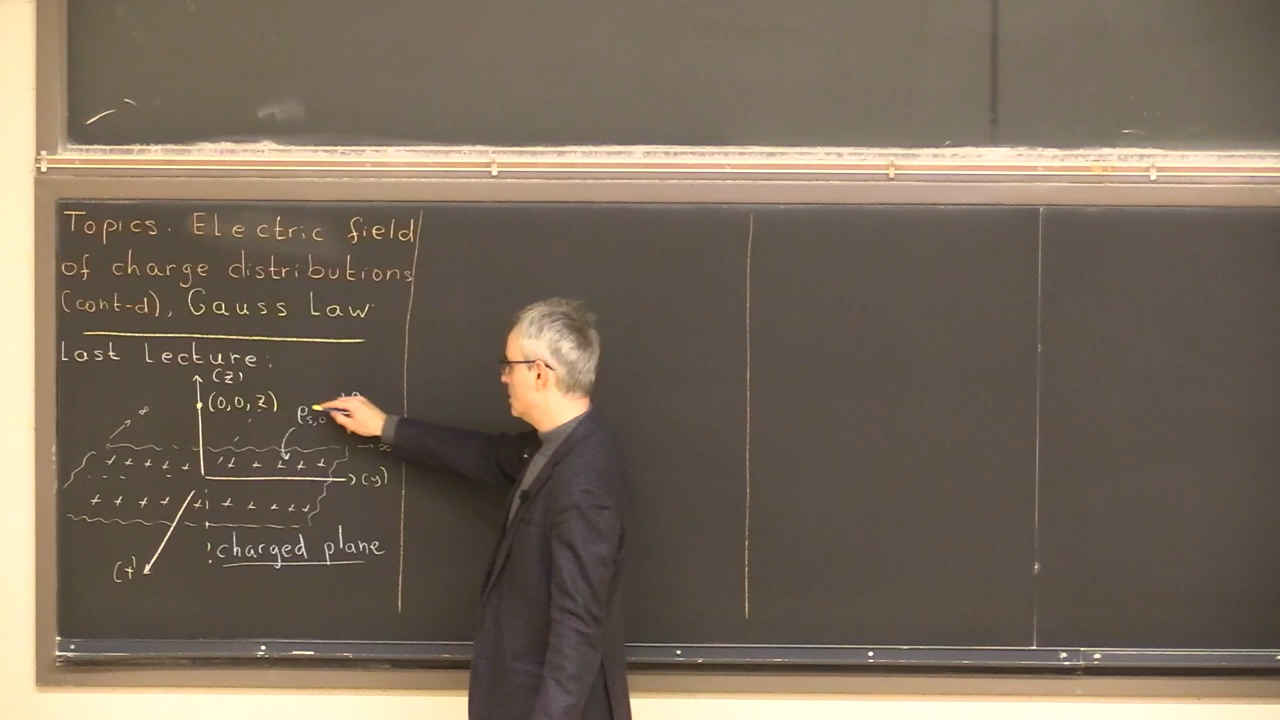 Topics. Electric field
of charge distributions
(cont-d), Gauss Law.
Last Lecture:
(z)
(0,0,z)
∞
ρs,0
→ ∞
+ + + + + + + + + +
(y)
+ + + + + + + + +
charged plane